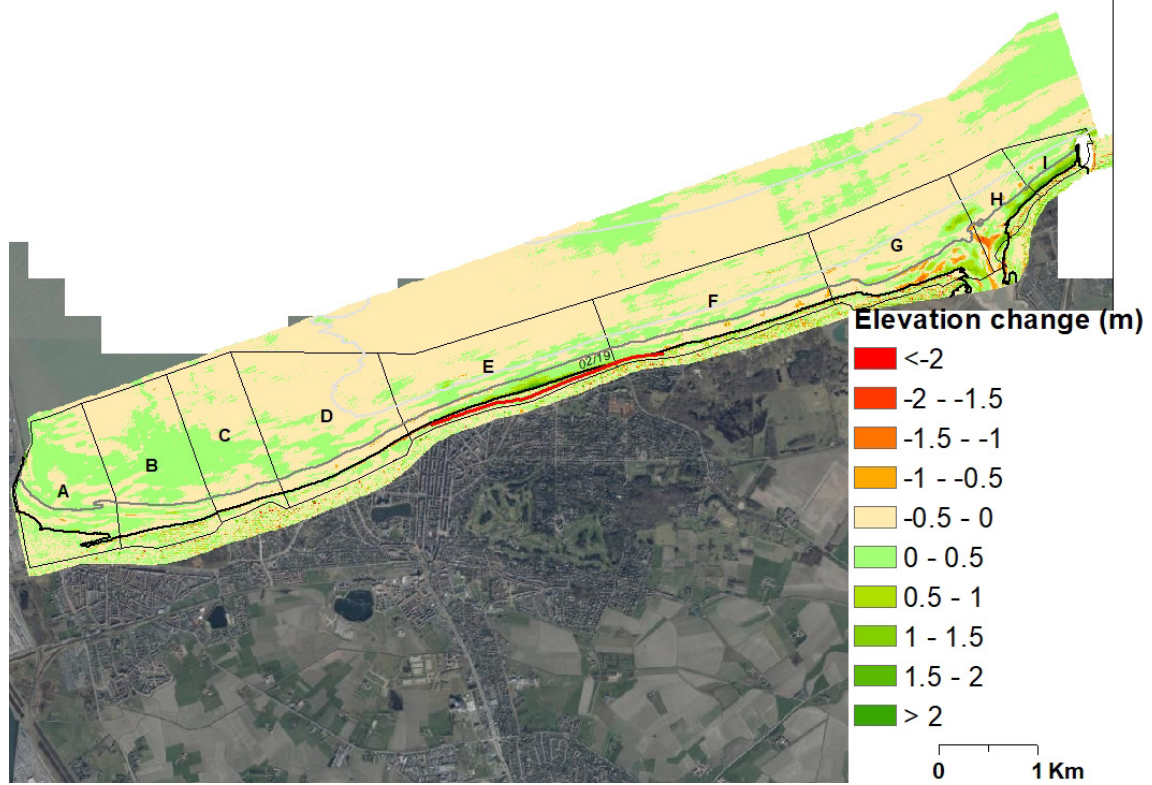 I
H
G
F
E
02/19
D
C
B
A
Elevation change (m)
<-2
-2 - -1.5
-1.5 - -1
-1 - -0.5
-0.5 - 0
0 - 0.5
0.5 - 1
1 - 1.5
1.5 - 2
> 2
0 1 Km